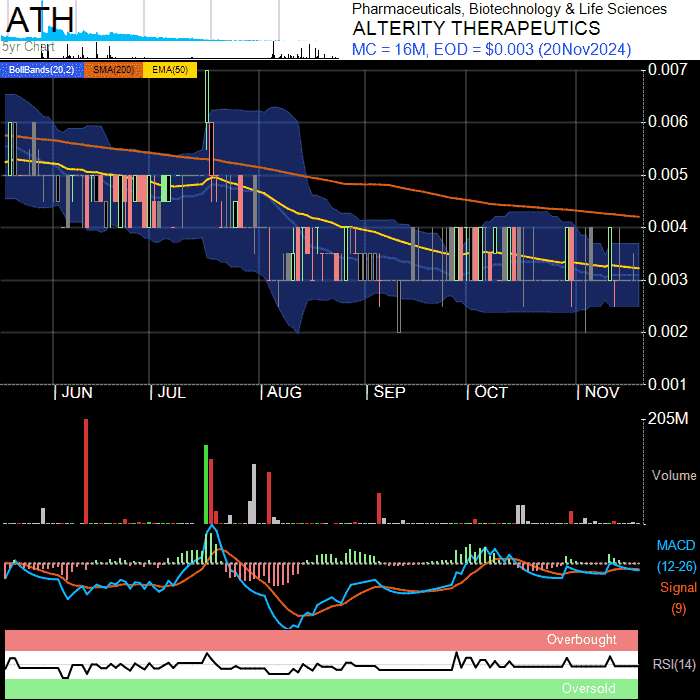 ATH
5yr Chart
Pharmaceuticals, Biotechnology & Life Sciences
ALTERITY THERAPEUTICS
MC = 16M, EOD = $0.003 (20Nov2024)
BollBands(20,2) SMA(200) EMA(50)
0.007
0.006
0.005
0.004
0.003
0.002
0.001
JUN JUL AUG SEP OCT NOV
205M
Volume
MACD
(12-26)
Signal
(9)
Overbought
RSI(14)
Oversold